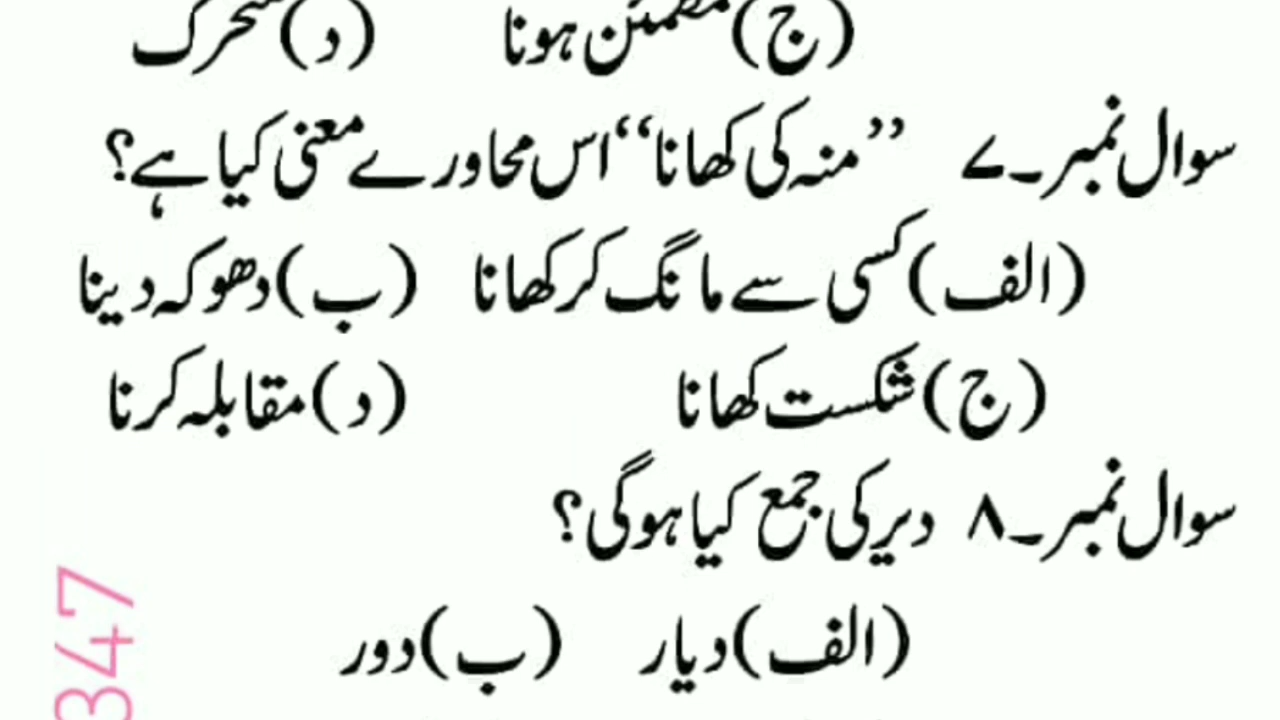 (ج) مطمئن ہونا (د) متحرک
سوال نمبر۔۷ ’’منہ کی کھانا‘‘ اس محاورے معنی کیا ہے؟
(الف) کسی سے مانگ کر کھانا (ب) دھوکہ دینا
(ج) شکست کھانا (د) مقابلہ کرنا
سوال نمبر۔۸ دیر کی جمع کیا ہوگی؟
(الف) دیار (ب) دور
347